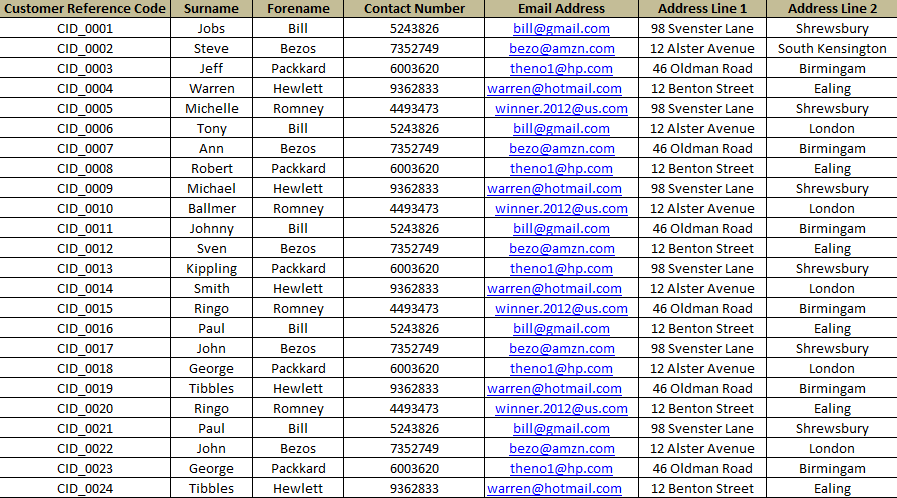 Customer Reference Code Surname Forename Contact Number Email Address Address Line 1 Address Line 2
CID_0001 Jobs Bill 5243826 bill@gmail.com 98 Svenster Lane Shrewsbury
CID_0002 Steve Bezos 7352749 bezo@amzn.com 12 Alster Avenue South Kensington
CID_0003 Jeff Packkard 6003620 theno1@hp.com 46 Oldman Road Birmingam
CID_0004 Warren Hewlett 9362833 warren@hotmail.com 12 Benton Street Ealing
CID_0005 Michelle Romney 4493473 winner.2012@us.com 98 Svenster Lane Shrewsbury
CID_0006 Tony Bill 5243826 bill@gmail.com 12 Alster Avenue London
CID_0007 Ann Bezos 7352749 bezo@amzn.com 46 Oldman Road Birmingam
CID_0008 Robert Packkard 6003620 theno1@hp.com 12 Benton Street Ealing
CID_0009 Michael Hewlett 9362833 warren@hotmail.com 98 Svenster Lane Shrewsbury
CID_0010 Ballmer Romney 4493473 winner.2012@us.com 12 Alster Avenue London
CID_0011 Johnny Bill 5243826 bill@gmail.com 46 Oldman Road Birmingam
CID_0012 Sven Bezos 7352749 bezo@amzn.com 12 Benton Street Ealing
CID_0013 Kippling Packkard 6003620 theno1@hp.com 98 Svenster Lane Shrewsbury
CID_0014 Smith Hewlett 9362833 warren@hotmail.com 12 Alster Avenue London
CID_0015 Ringo Romney 4493473 winner.2012@us.com 46 Oldman Road Birmingam
CID_0016 Paul Bill 5243826 bill@gmail.com 12 Benton Street Ealing
CID_0017 John Bezos 7352749 bezo@amzn.com 98 Svenster Lane Shrewsbury
CID_0018 George Packkard 6003620 theno1@hp.com 12 Alster Avenue London
CID_0019 Tibbles Hewlett 9362833 warren@hotmail.com 46 Oldman Road Birmingam
CID_0020 Ringo Romney 4493473 winner.2012@us.com 12 Benton Street Ealing
CID_0021 Paul Bill 5243826 bill@gmail.com 98 Svenster Lane Shrewsbury
CID_0022 John Bezos 7352749 bezo@amzn.com 12 Alster Avenue London
CID_0023 George Packkard 6003620 theno1@hp.com 46 Oldman Road Birmingam
CID_0024 Tibbles Hewlett 9362833 warren@hotmail.com 12 Benton Street Ealing